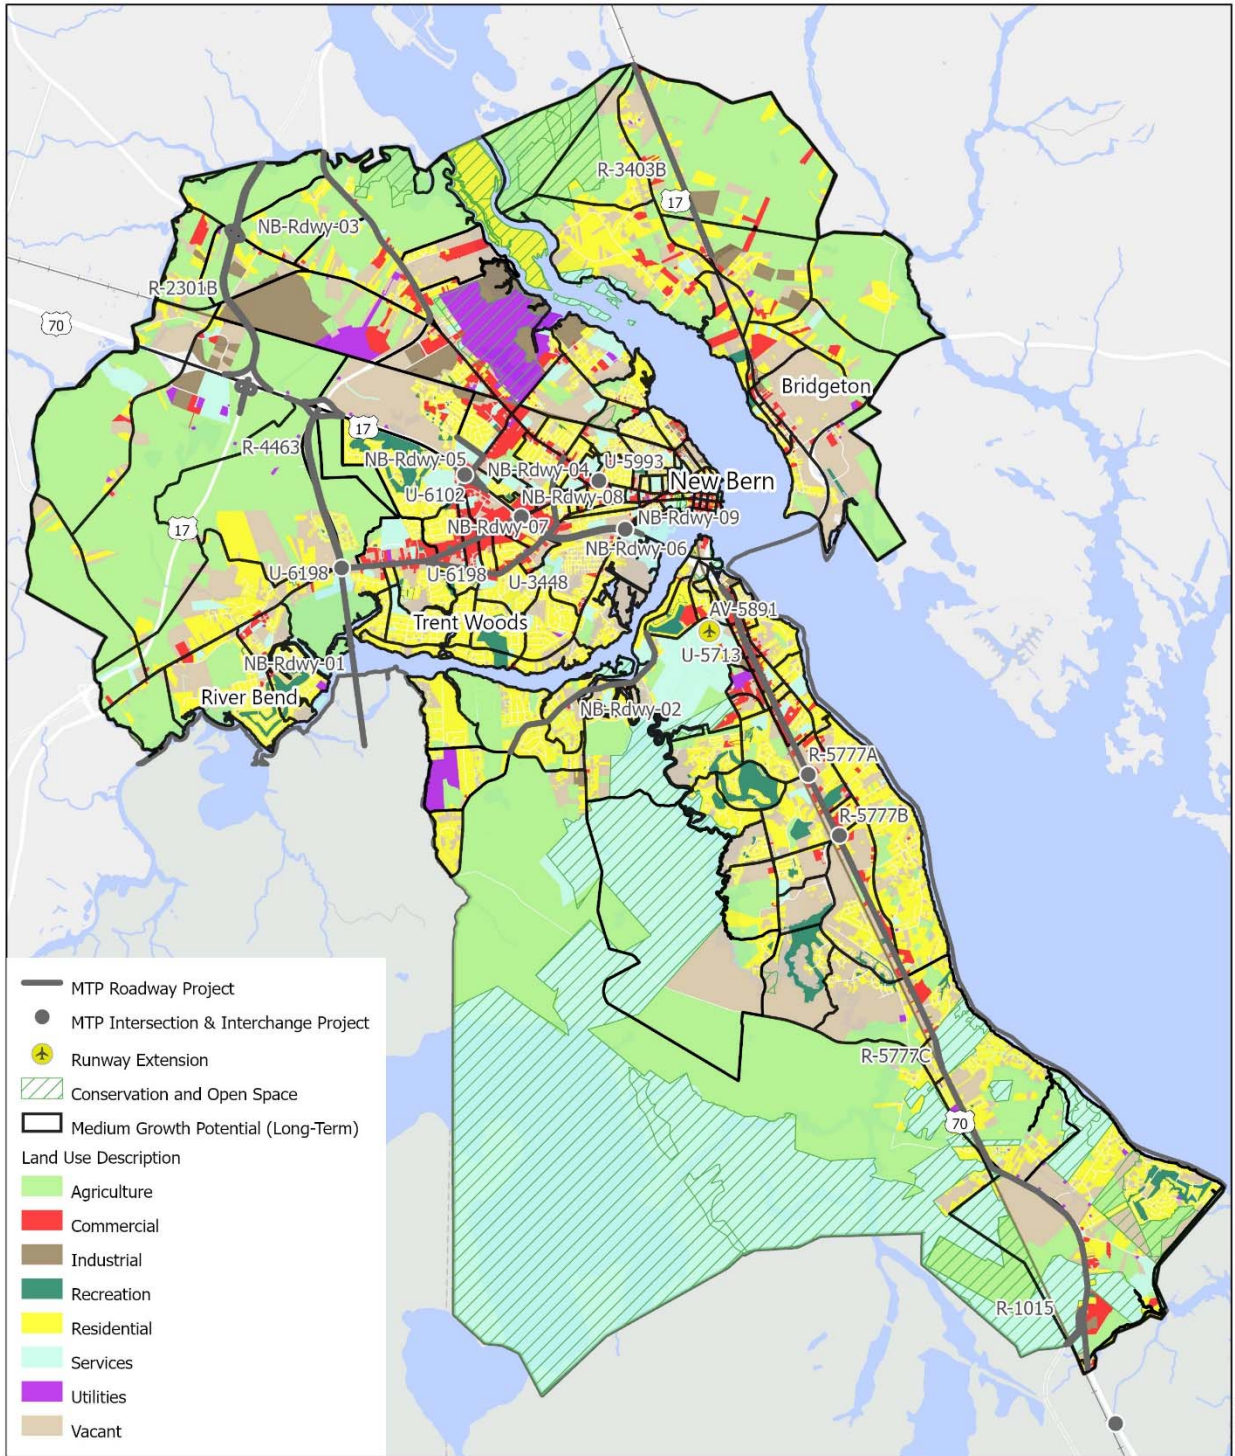 R-3403B
17
NB-Rdwy-03
R-2301B
70
Bridgeton
17
R-4463
NB-Rdwy-05
NB-Rdwy-04
U-5993
U-6102
NB-Rdwy-08
New Bern
NB-Rdwy-07
NB-Rdwy-09
17
NB-Rdwy-06
U-6198
U-6198
U-3448
AV-5891
Trent Woods
U-5713
NB-Rdwy-01
River Bend
NB-Rdwy-02
R-5777A
R-5777B
R-5777C
70
R-1015
MTP Roadway Project
MTP Intersection & Interchange Project
Runway Extension
Conservation and Open Space
Medium Growth Potential (Long-Term)
Land Use Description
Agriculture
Commercial
Industrial
Recreation
Residential
Services
Utilities
Vacant